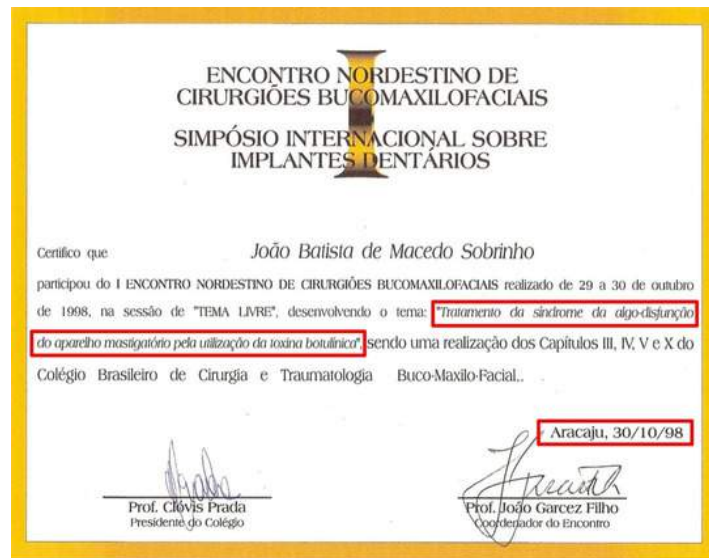 I
ENCONTRO NORDESTINO DE
CIRURGIÕES BUCOMAXILOFACIAIS
SIMPÓSIO INTERNACIONAL SOBRE
IMPLANTES DENTÁRIOS
Certifico que João Batista de Macedo Sobrinho
participou do I ENCONTRO NORDESTINO DE CIRURGIÕES BUCOMAXILOFACIAIS realizado de 29 a 30 de outubro
de 1998, na sessão de "TEMA LIVRE", desenvolvendo o tema: "Tratamento da síndrome da algo-disfunção
do aparelho mastigatório pela utilização da toxina botulínica", sendo uma realização dos Capítulos III, IV, V e X do
Colégio Brasileiro de Cirurgia e Traumatologia Buco-Maxilo-Facial..
Aracaju, 30/10/98
Prof. Clóvis Prada
Presidente do Colégio
Prof. João Garcez Filho
Coordenador do Encontro